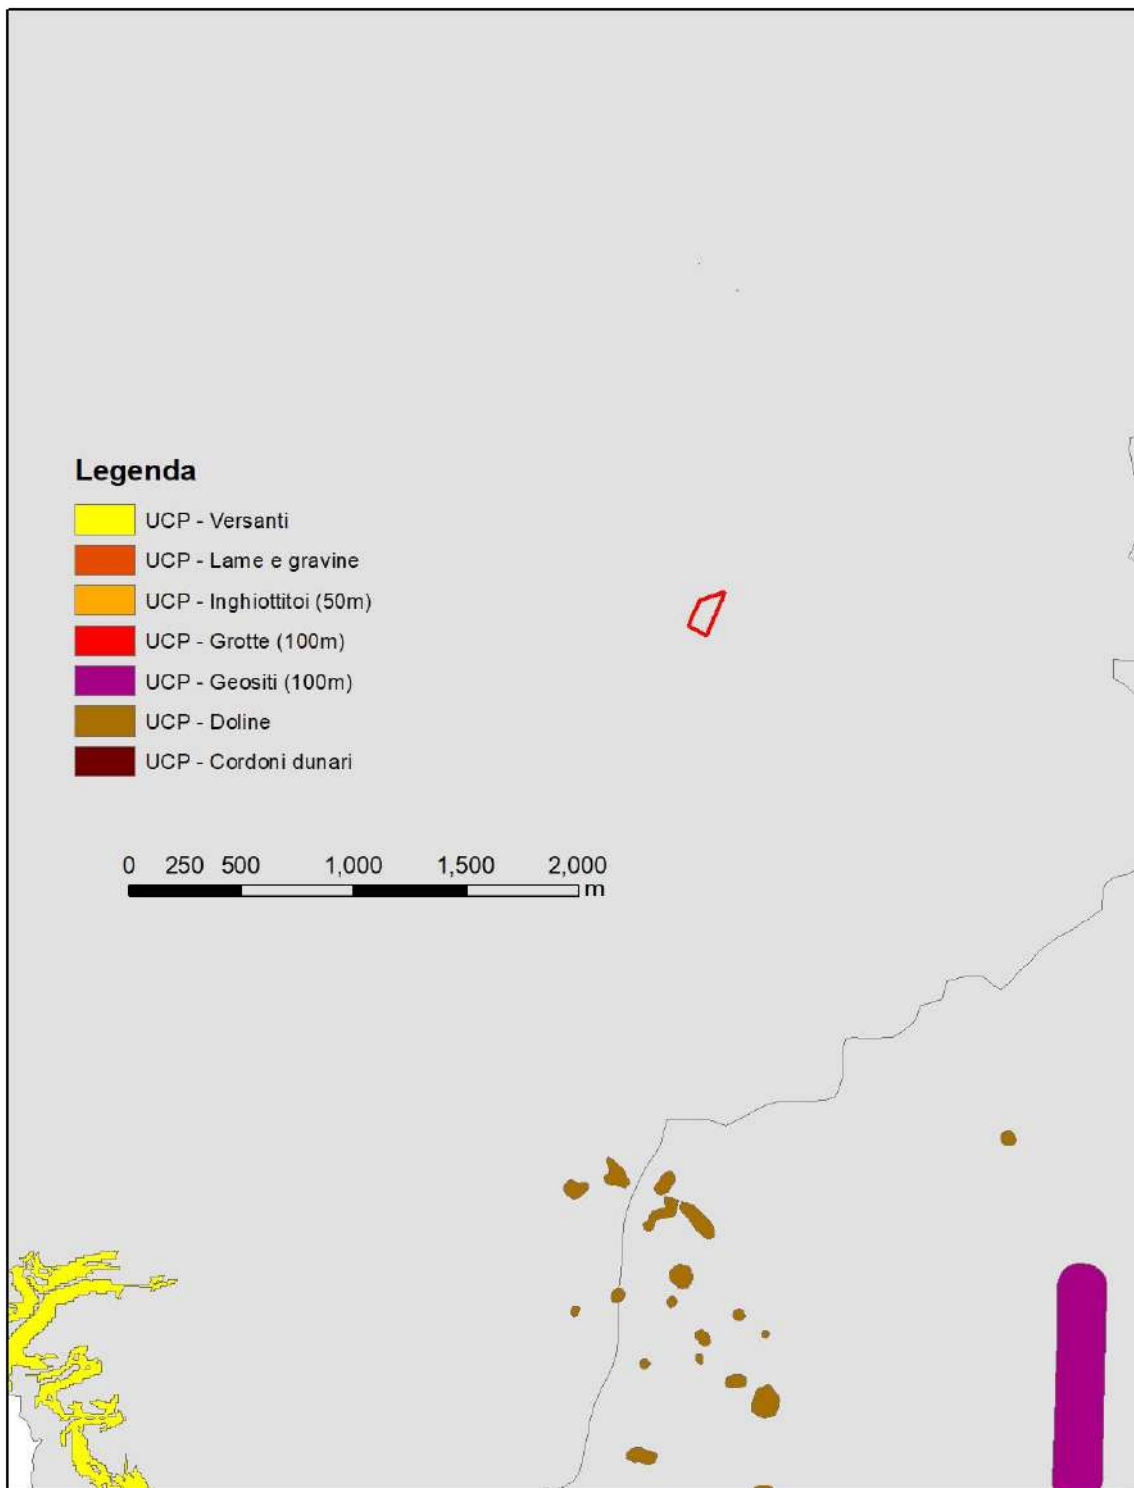 Legenda
UCP - Versanti
UCP - Lame e gravine
UCP - Inghiottitoi (50m)
UCP - Grotte (100m)
UCP - Geositi (100m)
UCP - Doline
UCP - Cordoni dunari
0 250 500 1,000 1,500 2,000
m